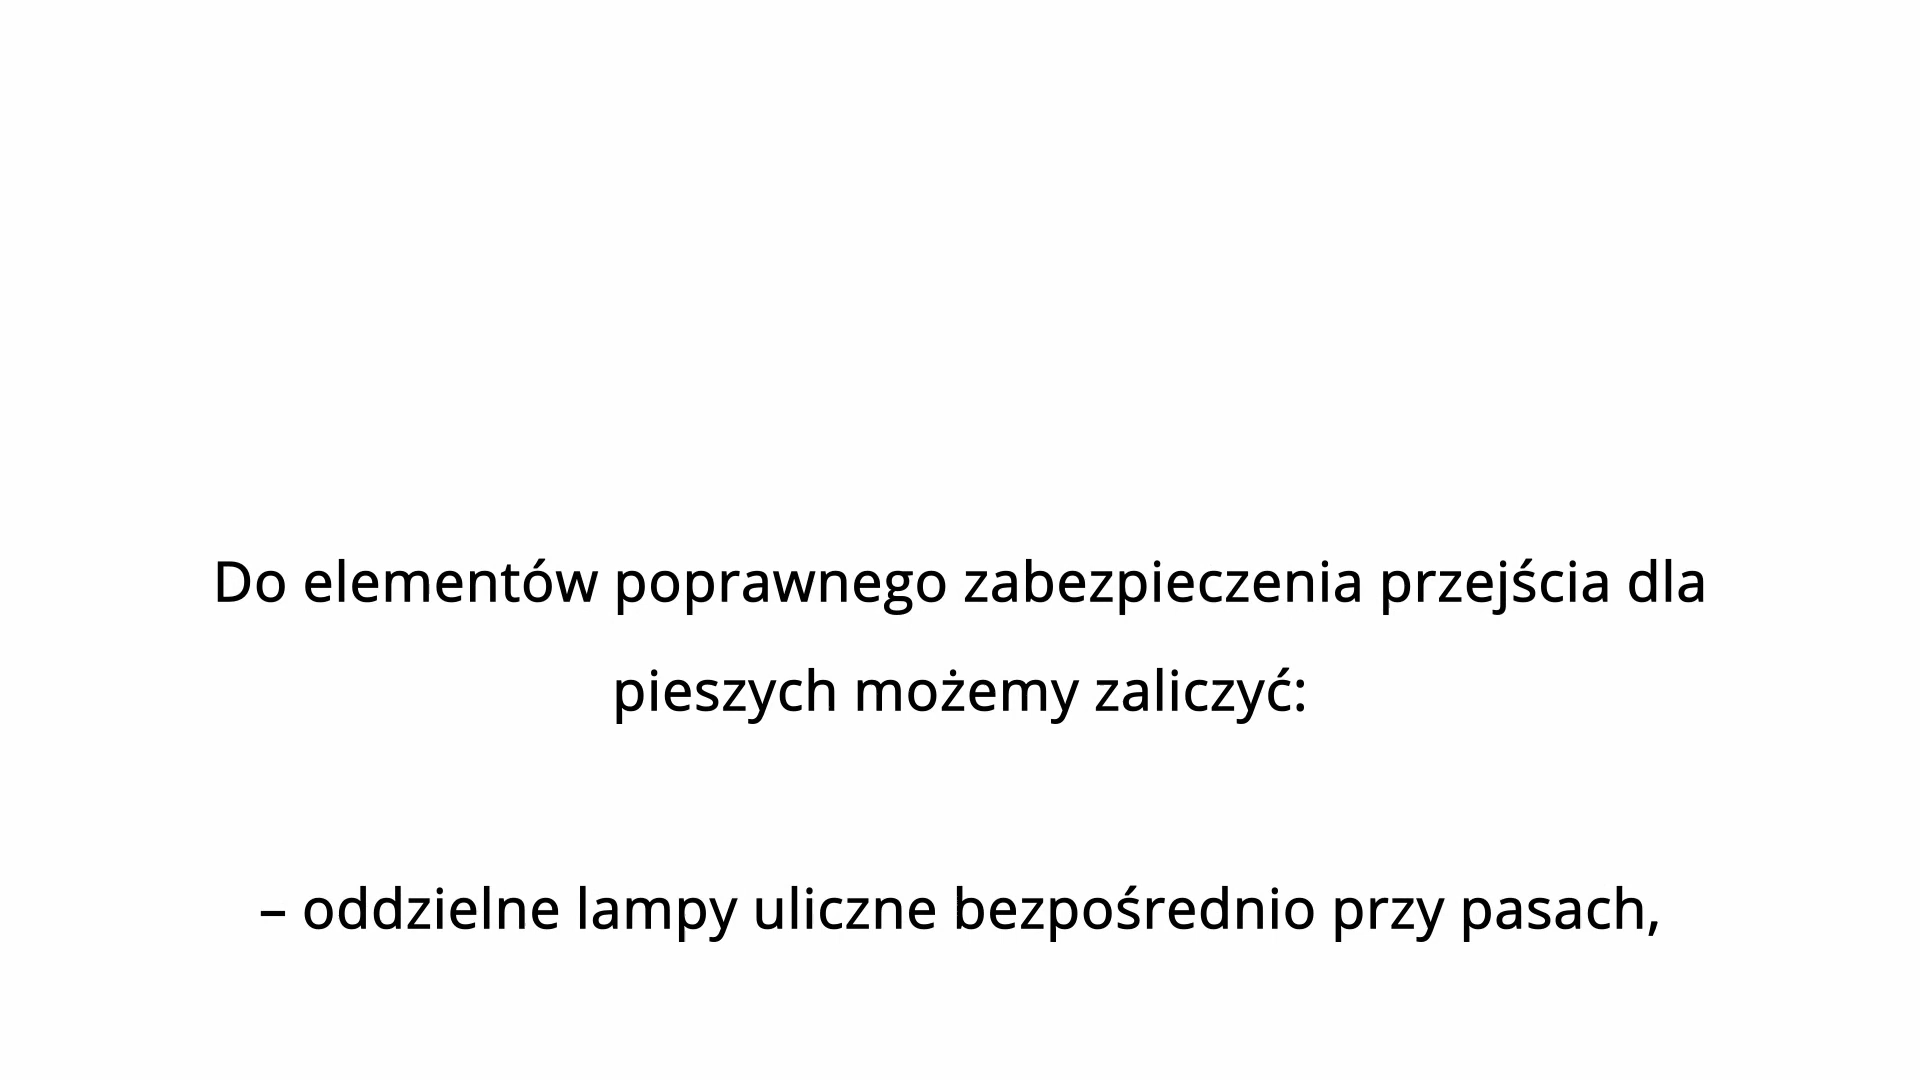 Do elementów poprawnego zabezpieczenia przejścia dla
pieszych możemy zaliczyć:
– oddzielne lampy uliczne bezpośrednio przy pasach,